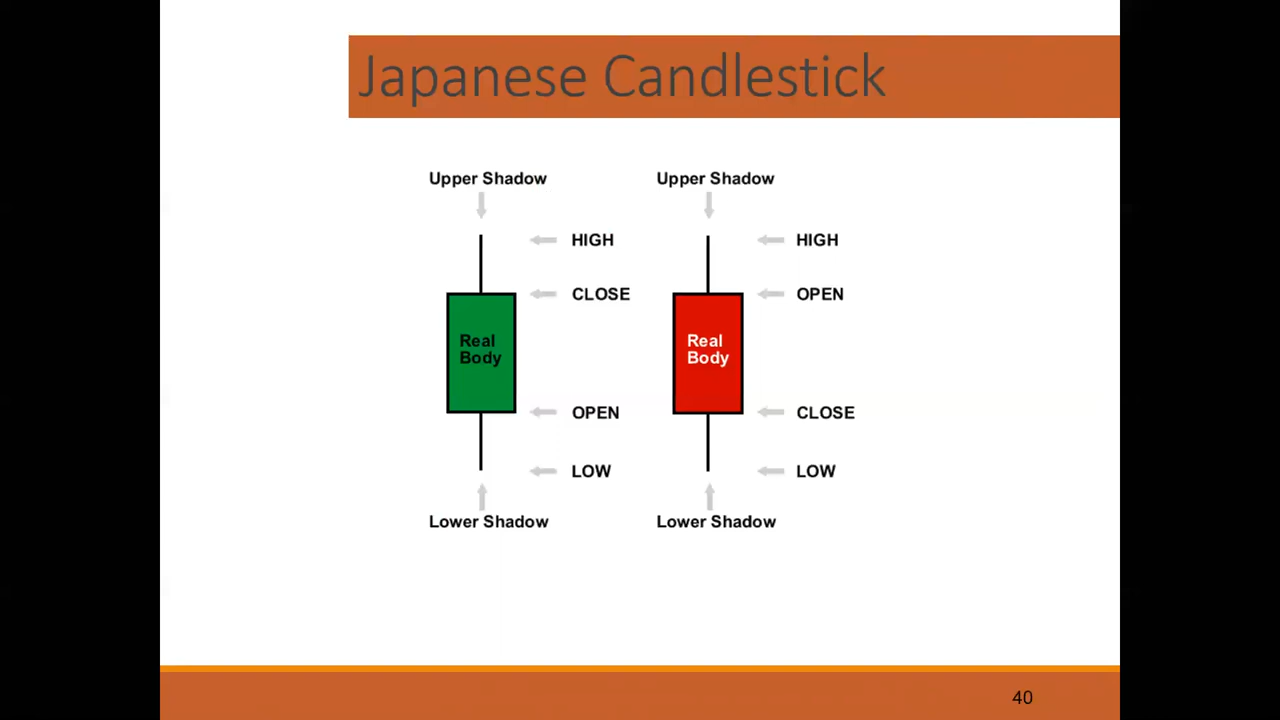 Japanese Candlestick
Upper Shadow
Upper Shadow
HIGH
HIGH
CLOSE
OPEN
Real
Body
Real
Body
OPEN
CLOSE
LOW
LOW
Lower Shadow
Lower Shadow
40